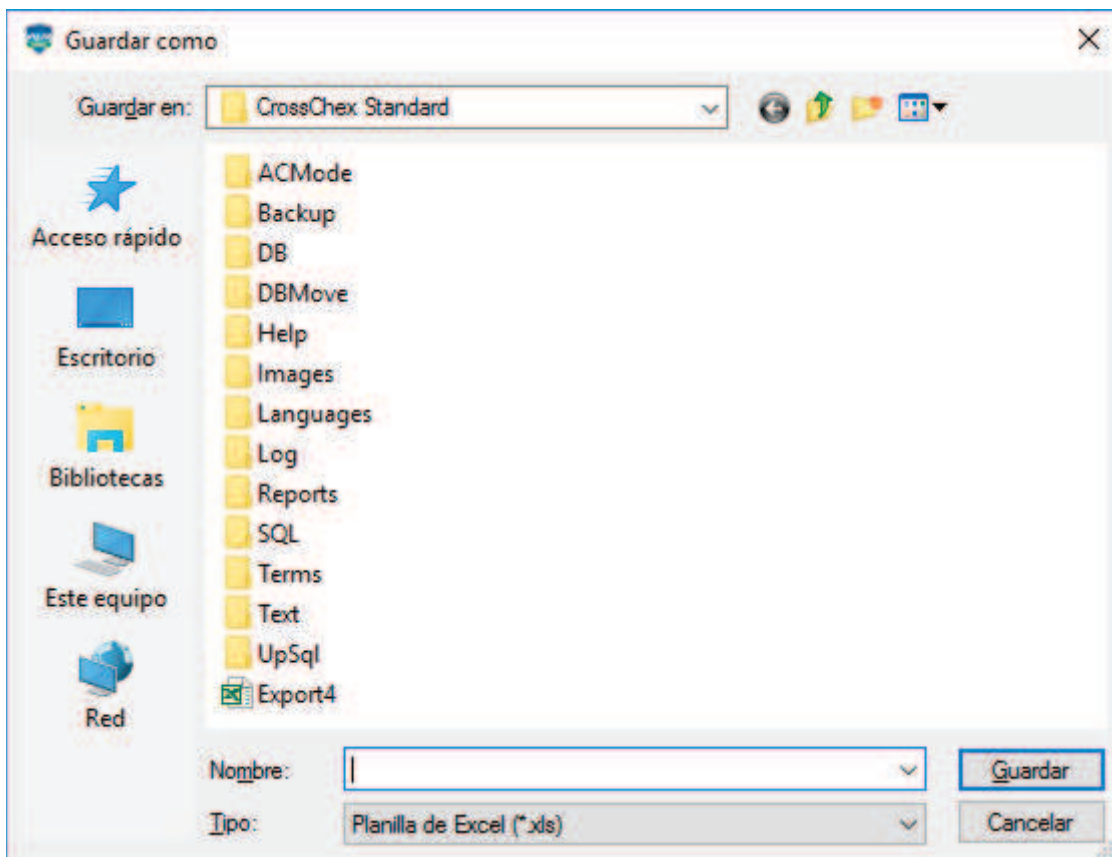 Guardar como
Guardar en: CrossChex Standard
Acceso rápido
Escritorio
Bibliotecas
Este equipo
Red
ACMode
Backup
DB
DBMove
Help
Images
Languages
Log
Reports
SQL
Terms
Text
UpSql
Export4
Nombre: Guardar
Tipo: Planilla de Excel (*.xls) Cancelar